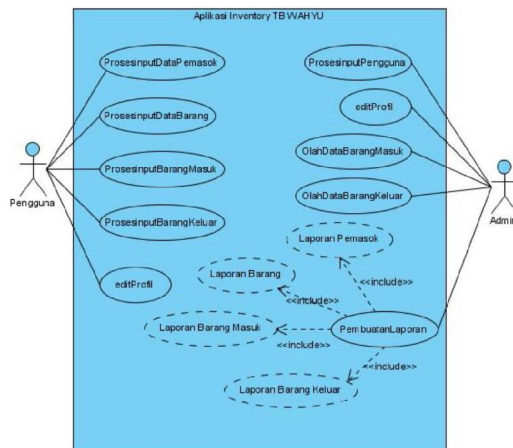 Aplikasi Inventory TB WAHYU
ProsesinputDataPemasok
ProsesinputPengguna
editProfil
ProsesinputDataBarang
OlahDataBarangMasuk
ProsesinputBarangMasuk
OlahDataBarangKeluar
Pengguna
Admin
ProsesinputBarangKeluar
Laporan Pemasok
Laporan Barang
editProfil
<<include>>
<<include>>
Laporan Barang Masuk
PembuatanLaporan
<<include>>
<<include>>
Laporan Barang Keluar